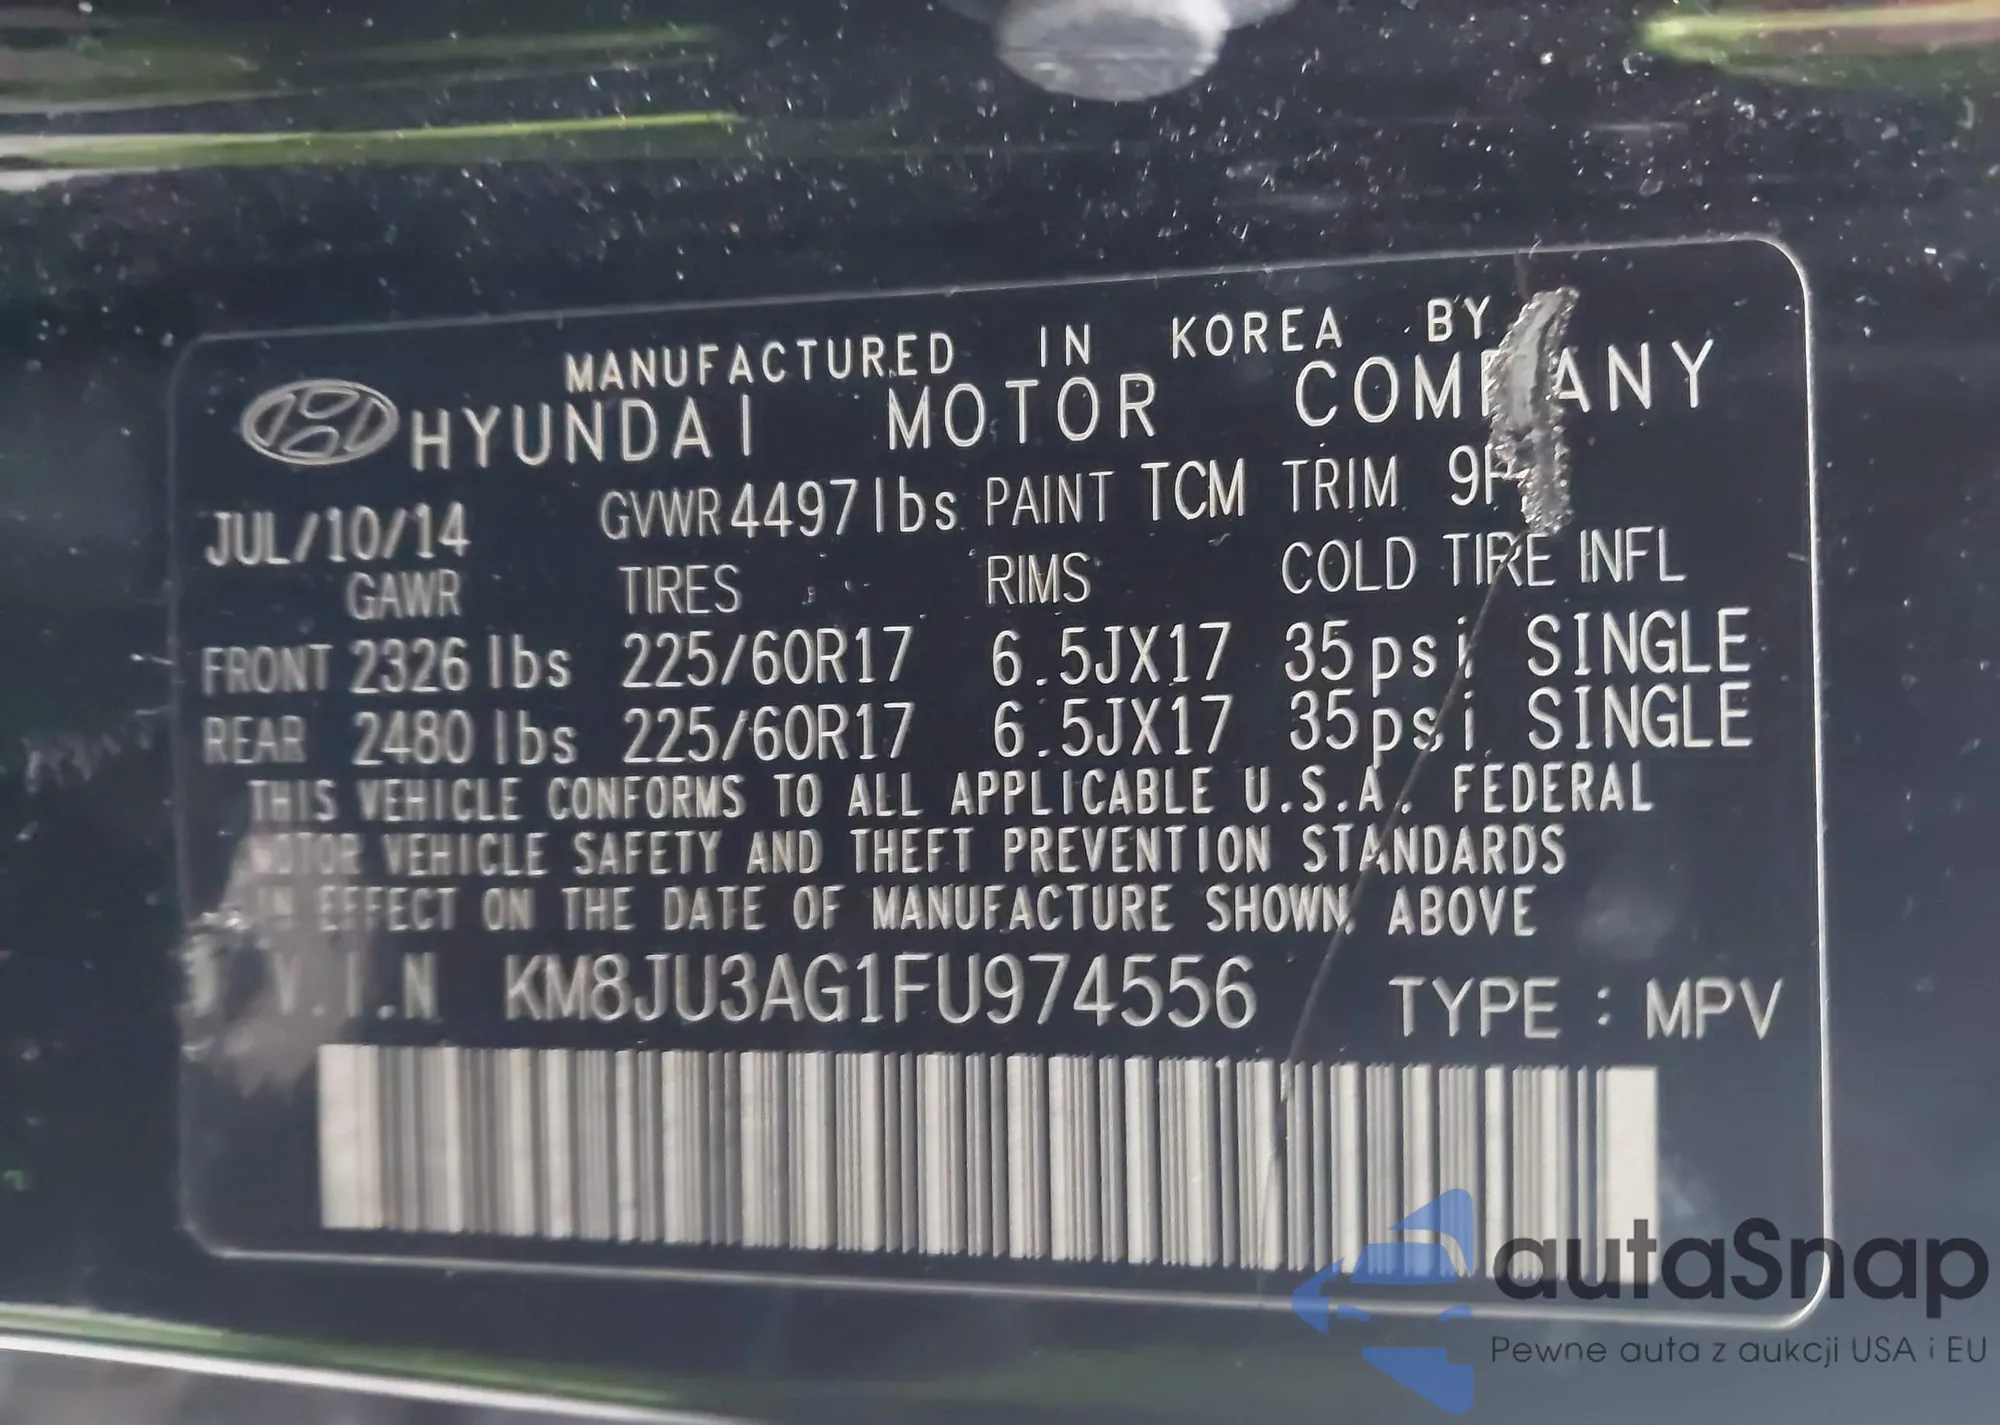 MANUFACTURED IN KOREA BY
HYUNDAI MOTOR COMPANY
JUL/10/14 GVWR 4497lbs PAINT TCM TRIM
GAWR TIRES RIMS COLD TIRE INFL
FRONT 2326 lbs 225/60R17 6.5JX17 35psi SINGLE
REAR 2480 lbs 225/60R17 6.5JX17 35psi SINGLE
THIS VEHICLE CONFORMS TO ALL APPLICABLE U.S.A. FEDERAL
MOTOR VEHICLE SAFETY AND THEFT PREVENTION STANDARDS
IN EFFECT ON THE DATE OF MANUFACTURE SHOWN ABOVE
V.I.N KM8JU3AG1FU974556 TYPE : MPV
autaSnap
Pewne auta z aukcji USA i EU